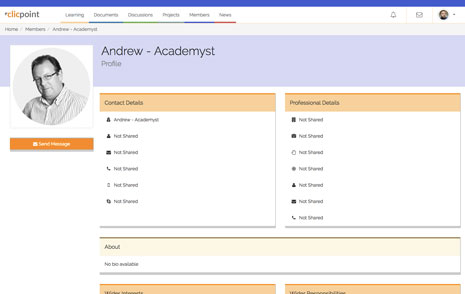 clicpoint
Learning
Documents
Discussions
Projects
Members
News
Home / Members / Andrew - Academyst
Andrew - Academyst
Profile
Send Message
Contact Details
Andrew - Academyst
Not Shared
Not Shared
Not Shared
Not Shared
Not Shared
Professional Details
Not Shared
Not Shared
Not Shared
Not Shared
Not Shared
Not Shared
Not Shared
About
No bio available
Wider Interests
Wider Responsibilities